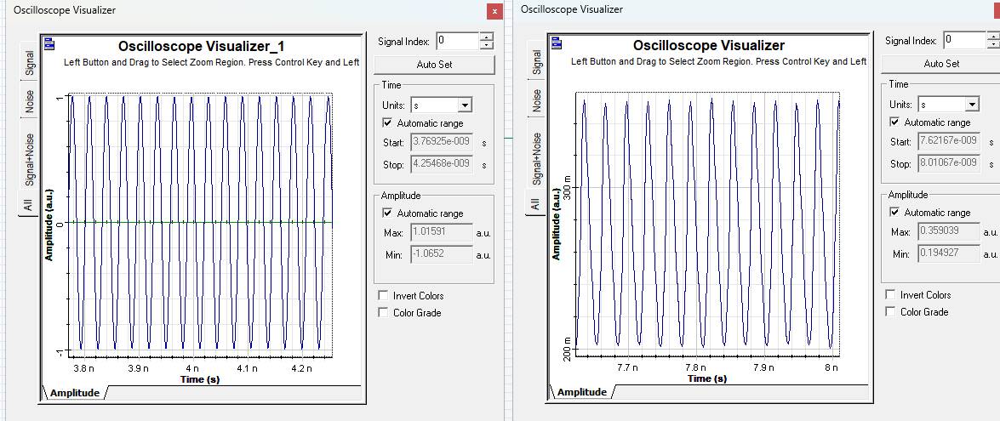 Oscilloscope Visualizer
x
Oscilloscope Visualizer_1
Left Button and Drag to Select Zoom Region. Press Control Key and Left
Signal
Noise
Signal+Noise
All
Amplitude (a.u.)
1
0
-1
3.8 n 3.9 n 4 n 4.1 n 4.2 n
Time (s)
Amplitude
Signal Index: 0
Auto Set
Time
Units: s
Automatic range
Start: 3.76925e-009 s
Stop: 4.25468e-009 s
Amplitude
Automatic range
Max: 1.01591 a.u.
Min: -1.0652 a.u.
Invert Colors
Color Grade
Oscilloscope Visualizer
x
Oscilloscope Visualizer
Left Button and Drag to Select Zoom Region. Press Control Key and Left
Signal
Noise
Signal+Noise
All
Amplitude (a.u.)
300 m
200 m
7.7 n 7.8 n 7.9 n 8 n
Time (s)
Amplitude
Signal Index: 0
Auto Set
Time
Units: s
Automatic range
Start: 7.62167e-009 s
Stop: 8.01067e-009 s
Amplitude
Automatic range
Max: 0.359039 a.u.
Min: 0.194927 a.u.
Invert Colors
Color Grade